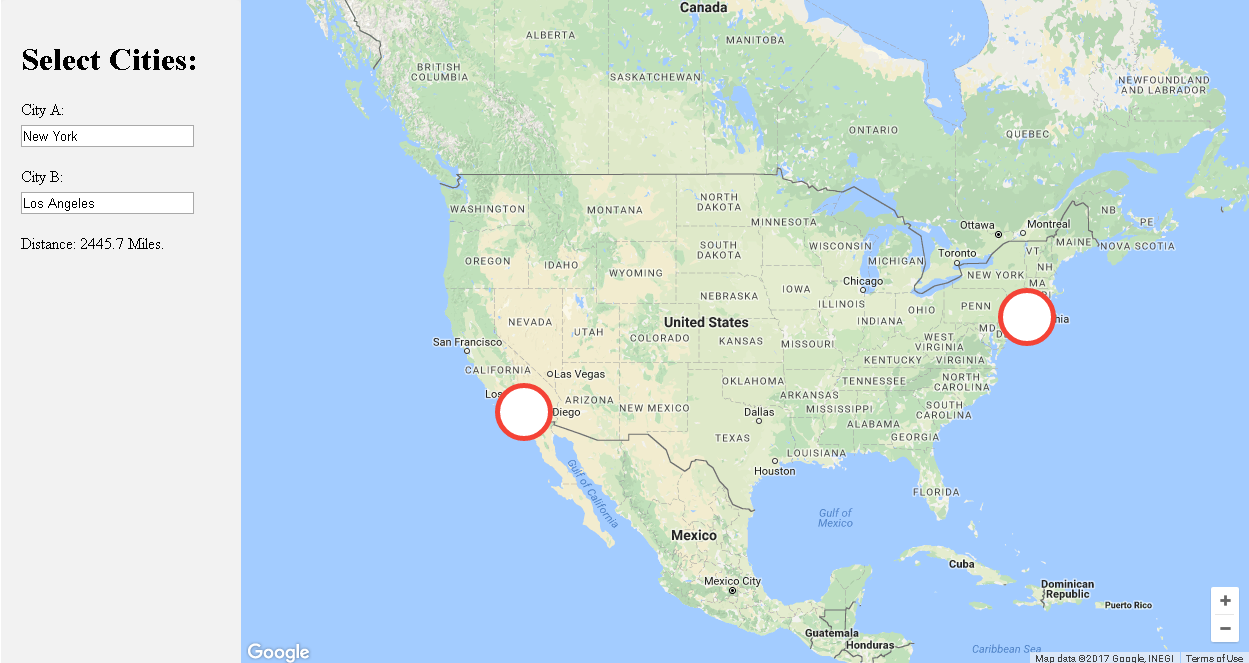 Select Cities:
City A:
New York
City B:
Los Angeles
Distance: 2445.7 Miles.
Canada
ALBERTA
MANITOBA
BRITISH
COLUMBIA
SASKATCHEWAN
NEWFOUNDLAND
AND LABRADOR
ONTARIO
QUEBEC
WASHINGTON
MONTANA
NORTH
DAKOTA
MINNESOTA
Ottawa
Montreal
NB
PE
NOVA SCOTIA
MAINE
VT
NH
MA
RI
OREGON
IDAHO
WYOMING
SOUTH
DAKOTA
WISCONSIN
MICHIGAN
Toronto
NEW YORK
Chicago
IOWA
NEBRASKA
ILLINOIS
INDIANA
OHIO
PENN
MD
D
hia
NEVADA
UTAH
COLORADO
United States
KANSAS
MISSOURI
WEST
VIRGINIA
KENTUCKY
VIRGINIA
San Francisco
CALIFORNIA
Las Vegas
Los
Diego
ARIZONA
NEW MEXICO
OKLAHOMA
ARKANSAS
TENNESSEE
NORTH
CAROLINA
SOUTH
CAROLINA
MISSISSIPPI
ALABAMA
GEORGIA
Dallas
TEXAS
LOUISIANA
Houston
FLORIDA
Gulf of California
Gulf of
Mexico
Mexico
Mexico City
Cuba
Dominican
Republic
Puerto Rico
Guatemala
Honduras
Caribbean Sea
+
−
Google
Map data ©2017 Google, INEGI
Terms of Use